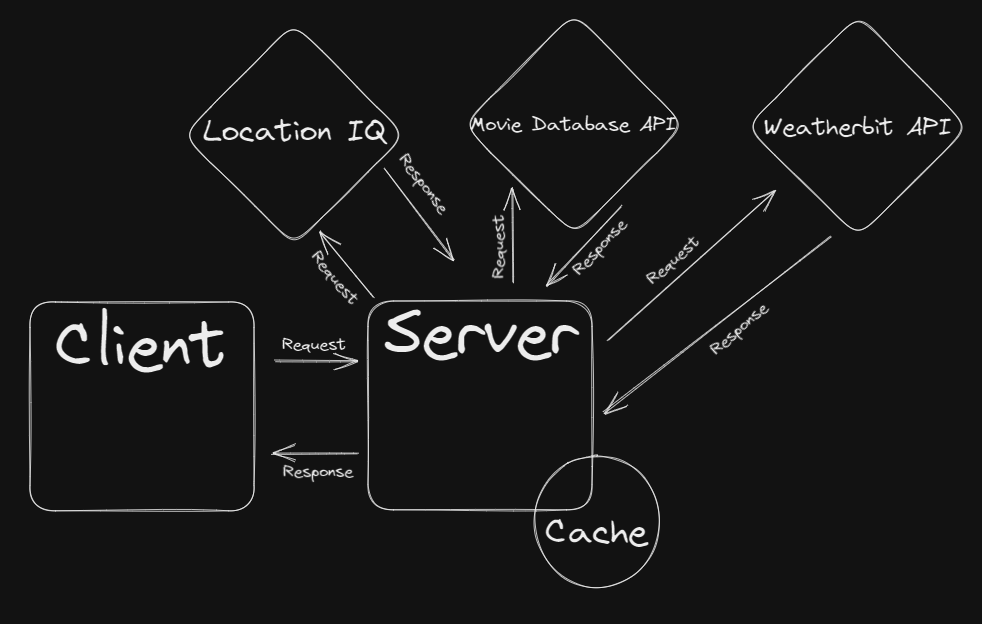 Location IQ
Movie Database API
Weatherbit API
Response
Request
Request
Response
Request
Response
Client
Request
Response
Server
Cache